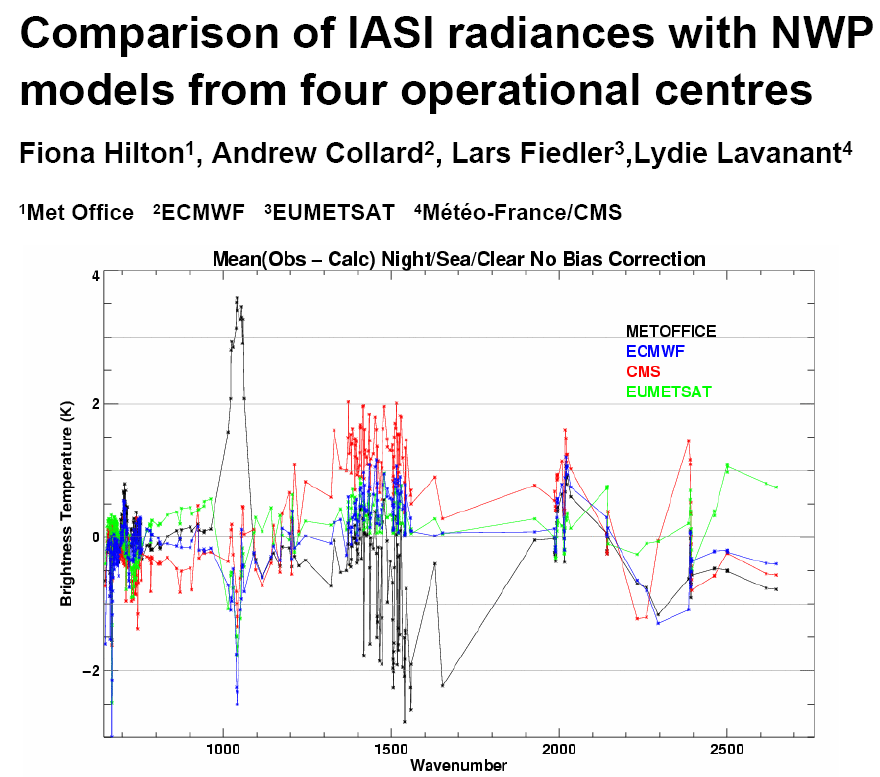 Comparison of IASI radiances with NWP
models from four operational centres
Fiona Hilton¹, Andrew Collard², Lars Fiedler³,Lydie Lavanant⁴
¹Met Office ²ECMWF ³EUMETSAT ⁴Météo-France/CMS
Mean(Obs – Calc) Night/Sea/Clear No Bias Correction
4
2
0
−2
Brightness Temperature (K)
METOFFICE
ECMWF
CMS
EUMETSAT
1000 1500 2000 2500
Wavenumber